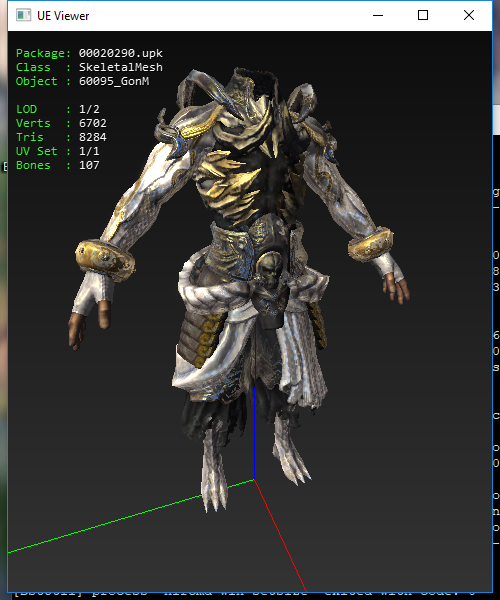 UE Viewer
Package: 00020290.upk
Class : SkeletalMesh
Object : 60095_GonM
LOD : 1/2
Verts : 6702
Tris : 8284
UV Set : 1/1
Bones : 107